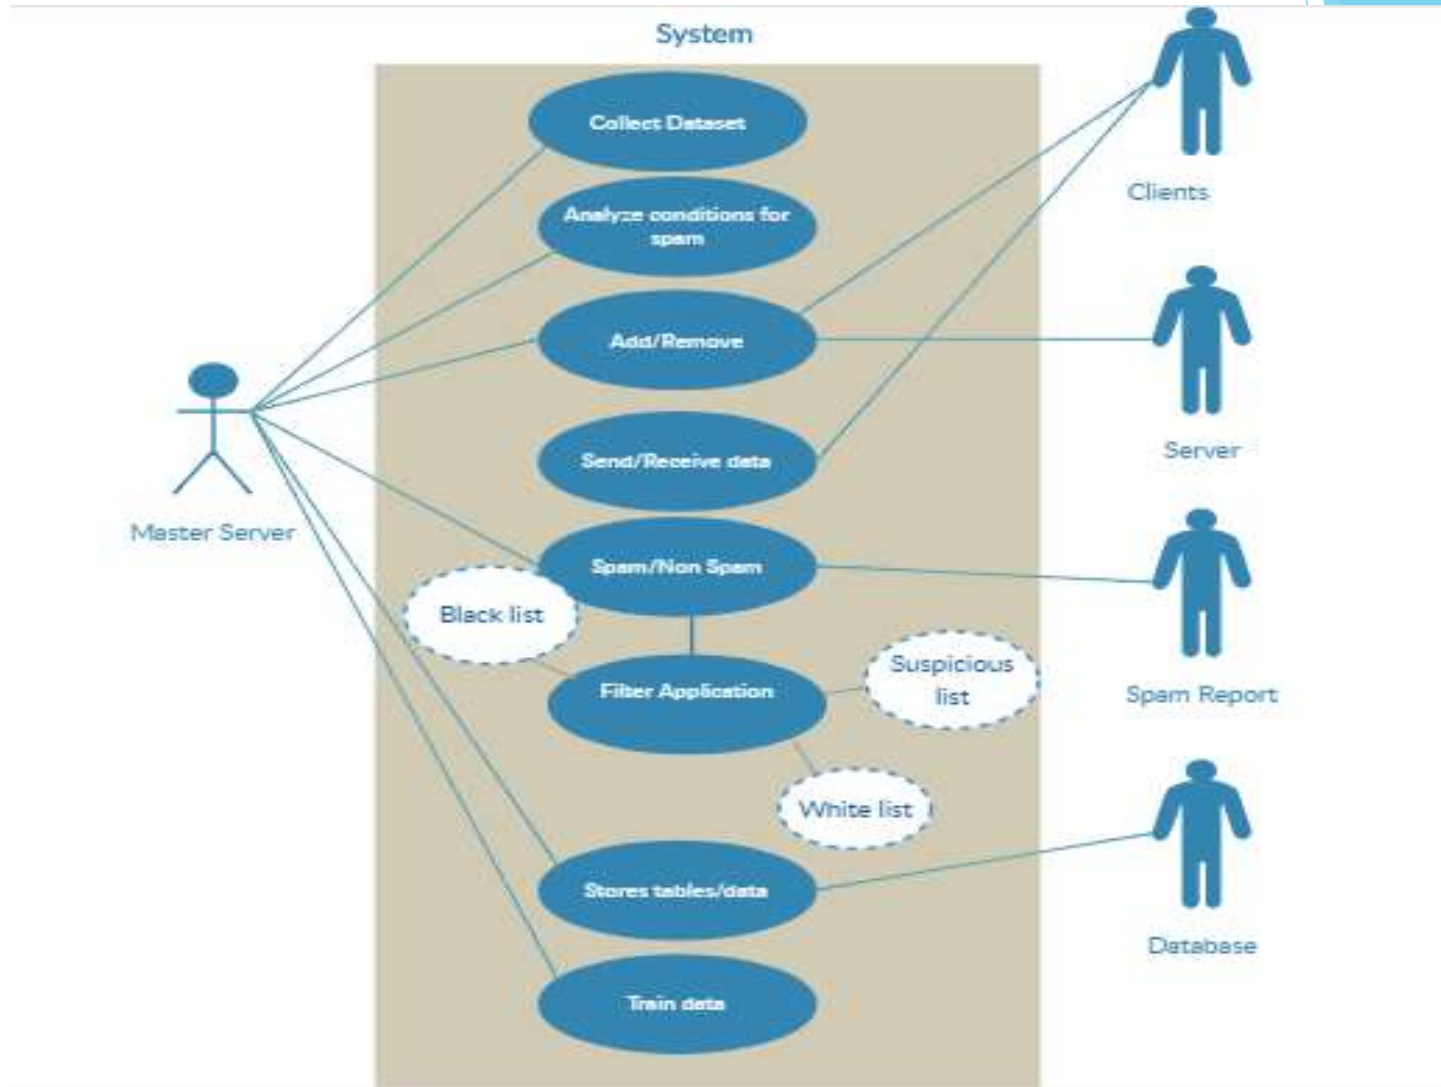 System
Collect Dataset
Clients
Analyze conditions for
spam
Add/Remove
Server
Send/Receive data
Master Server
Spam/Non Spam
Black list
Suspicious
list
Filter Application
Spam Report
White list
Stores tables/data
Database
Train data